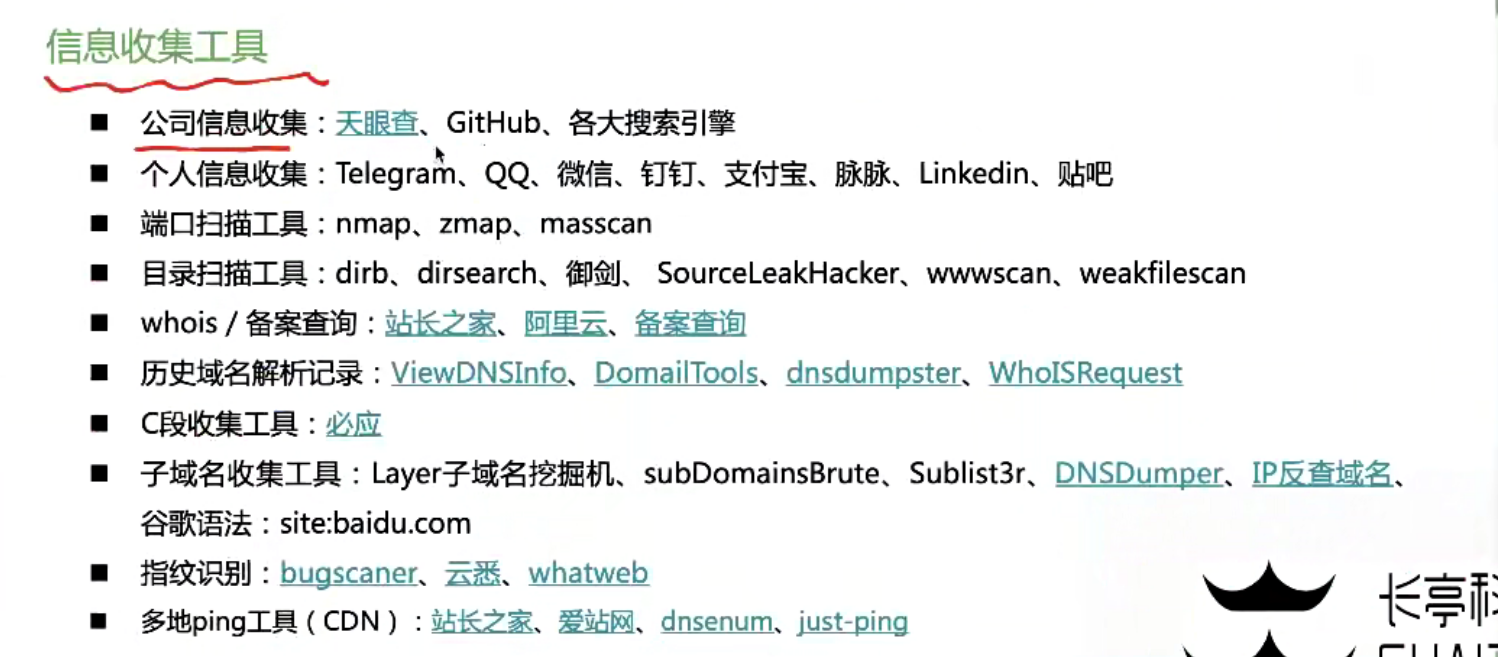 信息收集工具
■ 公司信息收集：天眼查、GitHub、各大搜索引擎
■ 个人信息收集：Telegram、QQ、微信、钉钉、支付宝、脉脉、Linkedin、贴吧
■ 端口扫描工具：nmap、zmap、masscan
■ 目录扫描工具：dirb、dirsearch、御剑、 SourceLeakHacker、wwwscan、weakfilescan
■ whois / 备案查询：站长之家、阿里云、备案查询
■ 历史域名解析记录：ViewDNSInfo、DomailTools、dnsdumpster、WhoISRequest
■ C段收集工具：必应
■ 子域名收集工具：Layer子域名挖掘机、subDomainsBrute、Sublist3r、DNSDumper、IP反查域名、
谷歌语法：site:baidu.com
■ 指纹识别：bugscaner、云悉、whatweb
■ 多地ping工具（CDN）：站长之家、爱站网、dnsenum、just-ping
长亭科